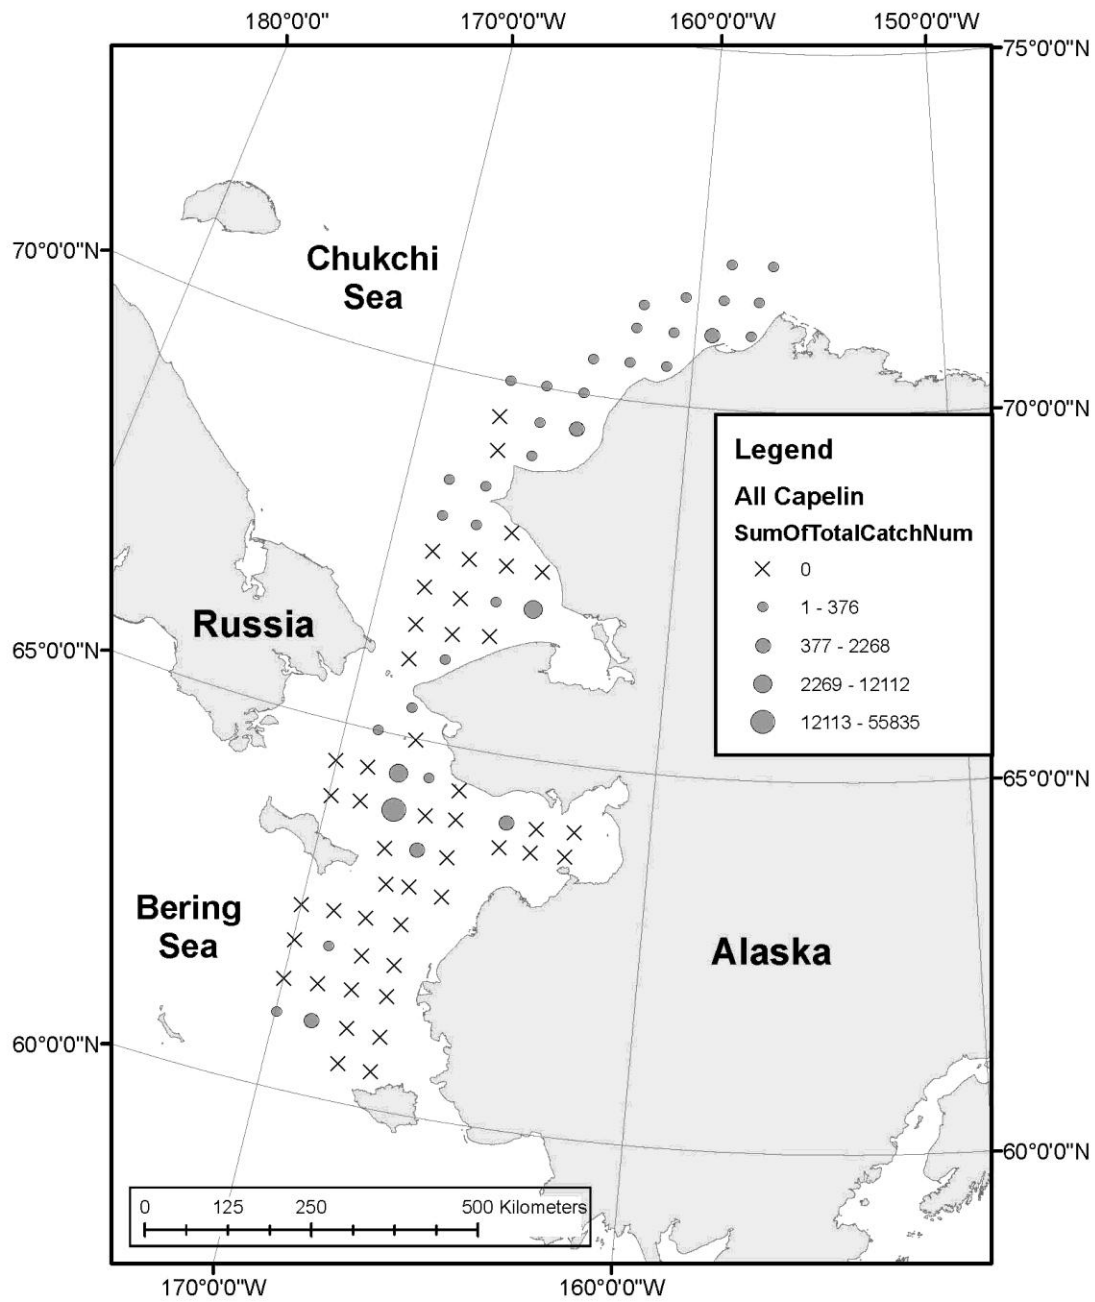 180°0'0"
170°0'0"W
160°0'0"W
150°0'0"W
75°0'0"N
70°0'0"N
Chukchi
Sea
70°0'0"N
Legend
All Capelin
SumOfTotalCatchNum
0
1 - 376
377 - 2268
2269 - 12112
12113 - 55835
Russia
65°0'0"N
65°0'0"N
Bering
Sea
Alaska
60°0'0"N
60°0'0"N
0 125 250 500 Kilometers
170°0'0"W
160°0'0"W